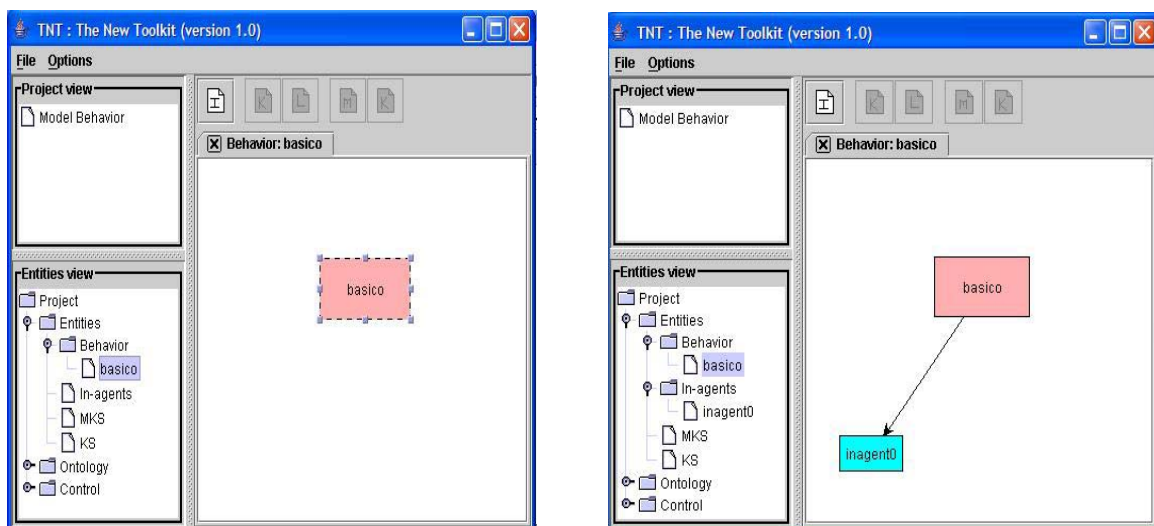 TNT : The New Toolkit (version 1.0)
File Options
Project view
Model Behavior
I K L M K
Behavior: basico
basico
Entities view
Project
Entities
Behavior
basico
In-agents
MKS
KS
Ontology
Control
TNT : The New Toolkit (version 1.0)
File Options
Project view
Model Behavior
I K L M K
Behavior: basico
basico
inagent0
Entities view
Project
Entities
Behavior
basico
In-agents
inagent0
MKS
KS
Ontology
Control